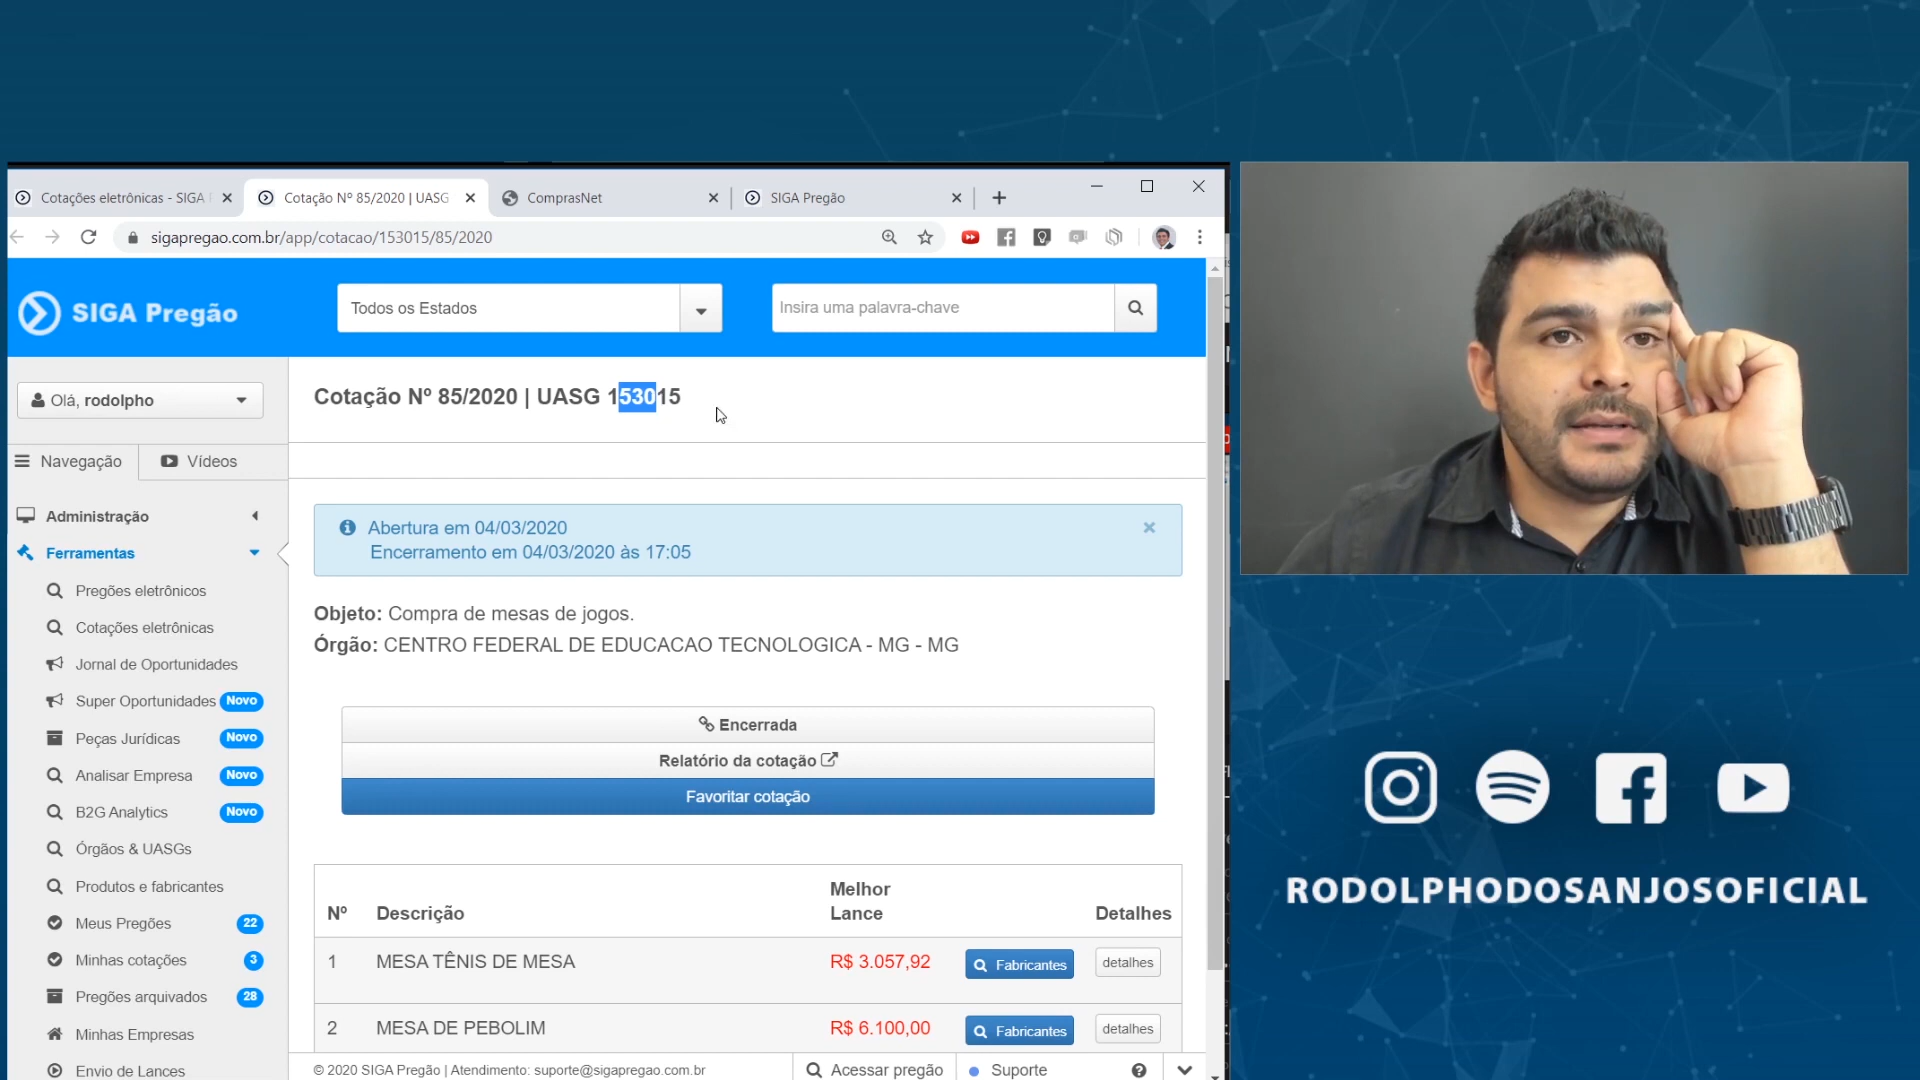 Cotações eletrônicas - SIGA
Cotação Nº 85/2020 | UASG
ComprasNet
SIGA Pregão
sigapregao.com.br/app/cotacao/153015/85/2020
SIGA Pregão
Todos os Estados
Insira uma palavra-chave
Olá, rodolpho
Cotação Nº 85/2020 | UASG 153015
Navegação
Vídeos
Abertura em 04/03/2020
Encerramento em 04/03/2020 às 17:05
Administração
Ferramentas
Pregões eletrônicos
Cotações eletrônicas
Jornal de Oportunidades
Super Oportunidades Novo
Peças Jurídicas Novo
Analisar Empresa Novo
B2G Analytics Novo
Órgãos & UASGs
Produtos e fabricantes
Meus Pregões 22
Minhas cotações 3
Pregões arquivados 28
Minhas Empresas
Envio de Lances
Objeto: Compra de mesas de jogos.
Órgão: CENTRO FEDERAL DE EDUCACAO TECNOLOGICA - MG - MG
Encerrada
Relatório da cotação
Favoritar cotação
Nº Descrição Melhor Lance Detalhes
1 MESA TÊNIS DE MESA R$ 3.057,92 Fabricantes detalhes
2 MESA DE PEBOLIM R$ 6.100,00 Fabricantes detalhes
© 2020 SIGA Pregão | Atendimento: suporte@sigapregao.com.br
Acessar pregão
Suporte
RODOLPHODOSANJOSOFICIAL